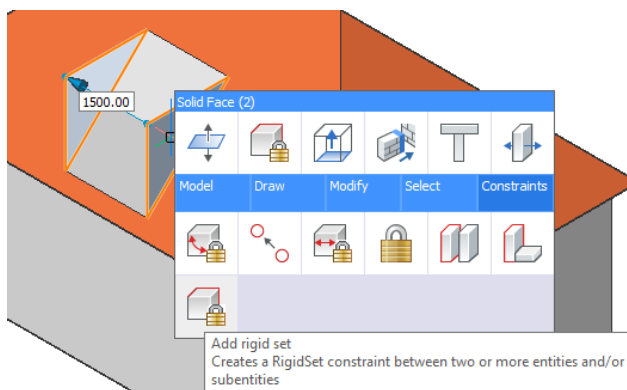 1500.00
Solid Face (2)
Model Draw Modify Select Constraints
Add rigid set
Creates a RigidSet constraint between two or more entities and/or
subentities